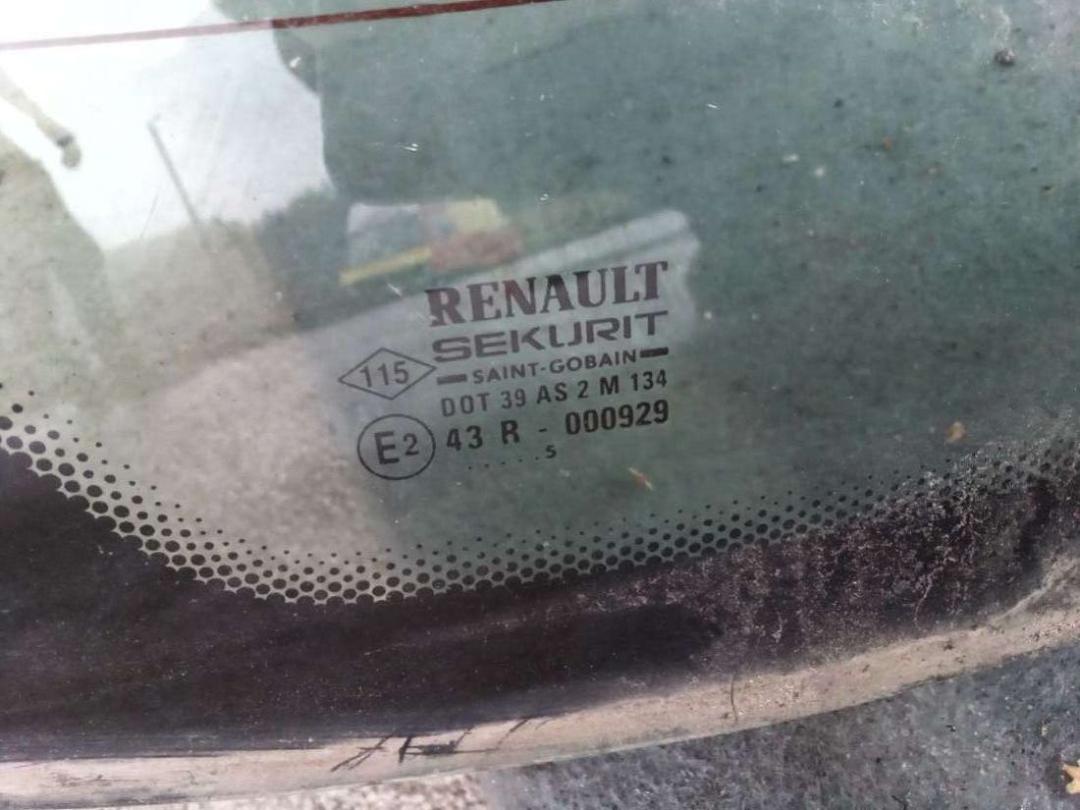 RENAULT
SEKURIT
SAINT-GOBAIN
115
DOT 39 AS 2 M 134
E2 43 R - 000929
.....5